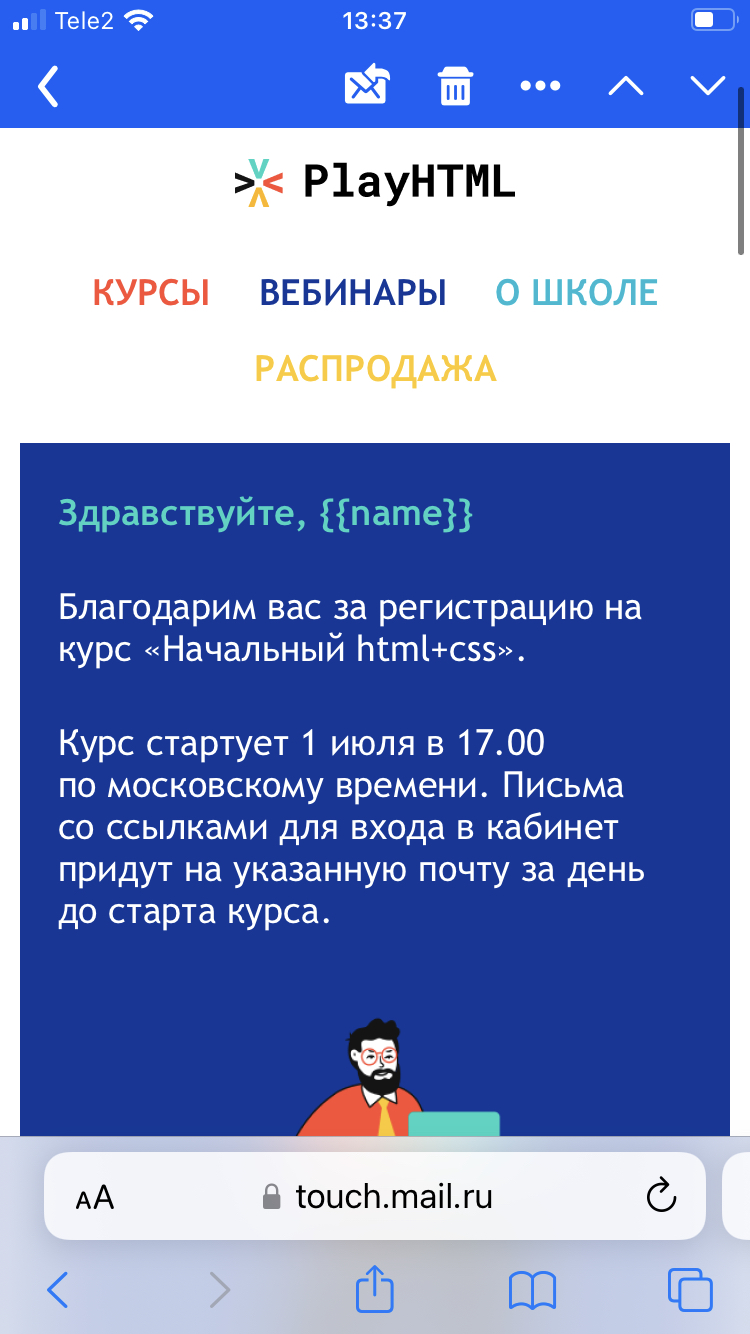 Tele2 13:37
PlayHTML
КУРСЫ ВЕБИНАРЫ О ШКОЛЕ
РАСПРОДАЖА
Здравствуйте, {{name}}
Благодарим вас за регистрацию на
курс «Начальный html+css».
Курс стартует 1 июля в 17.00
по московскому времени. Письма
со ссылками для входа в кабинет
придут на указанную почту за день
до старта курса.
AA touch.mail.ru